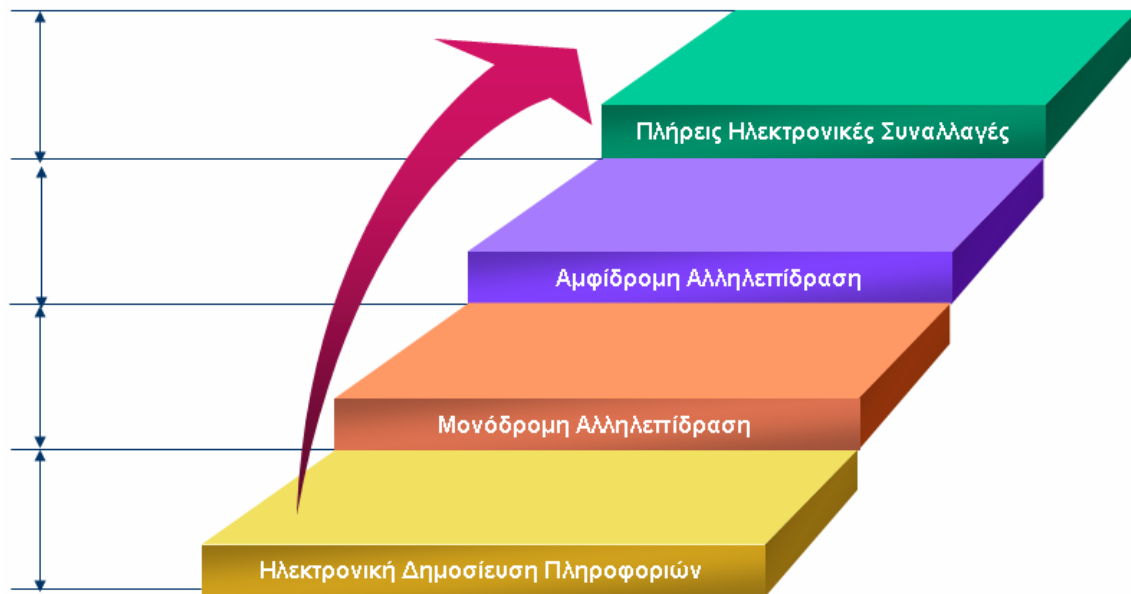 Πλήρεις Ηλεκτρονικές Συναλλαγές
Αμφίδρομη Αλληλεπίδραση
Μονόδρομη Αλληλεπίδραση
Ηλεκτρονική Δημοσίευση Πληροφοριών